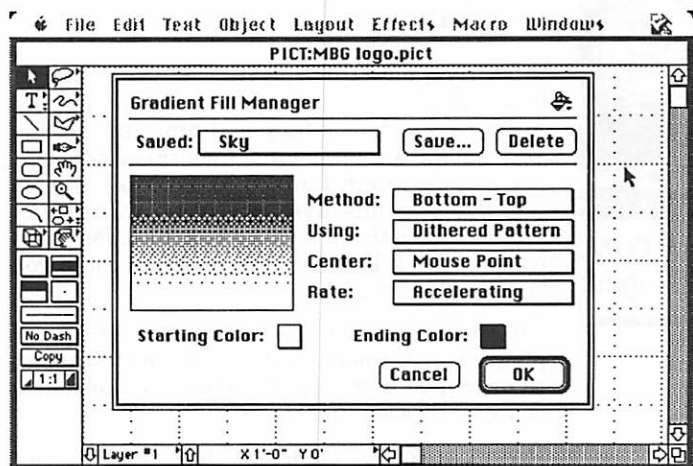 File Edit Text Object Layout Effects Macro Windows
PICT:MBG logo.pict
T
Gradient Fill Manager
Saved: Sky Save... Delete
Method: Bottom - Top
Using: Dithered Pattern
Center: Mouse Point
Rate: Accelerating
Starting Color: Ending Color:
No Dash
Copy
1:1
Cancel OK
Layer #1 X 1'-0" Y 0'